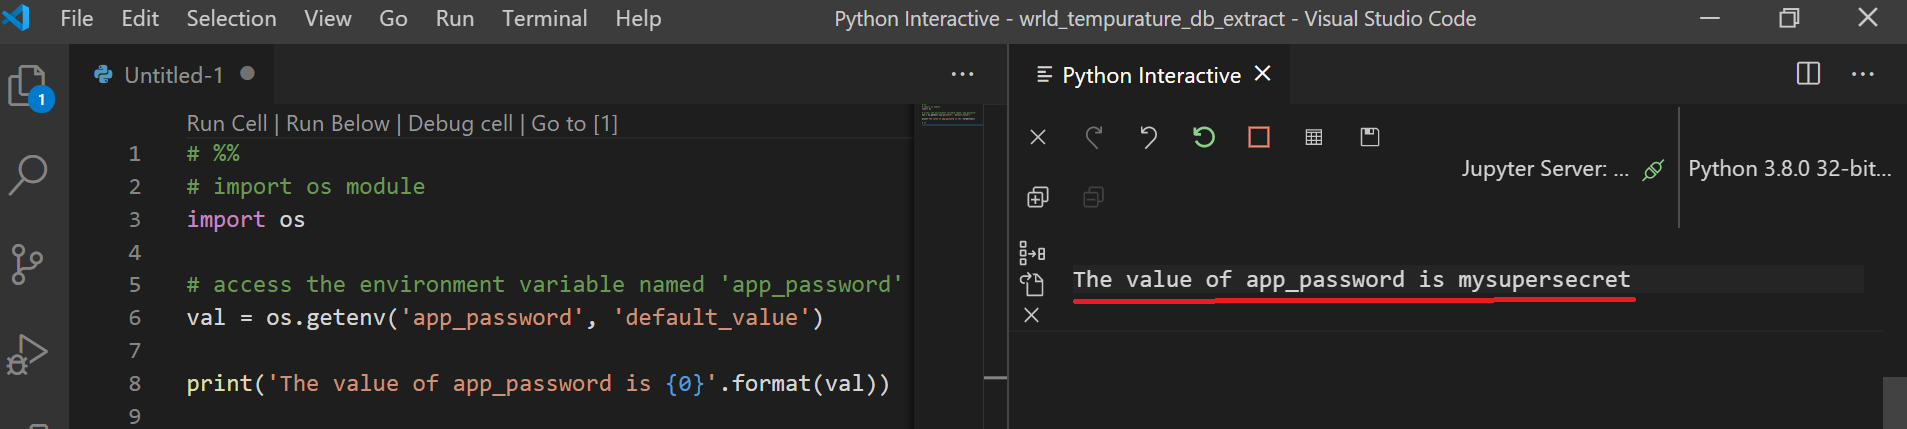 File Edit Selection View Go Run Terminal Help
Python Interactive - wrld_tempurature_db_extract - Visual Studio Code
1
Untitled-1
Run Cell | Run Below | Debug cell | Go to [1]
1 # %%
2 # import os module
3 import os
4
5 # access the environment variable named 'app_password'
6 val = os.getenv('app_password', 'default_value')
7
8 print('The value of app_password is {0}'.format(val))
9
Python Interactive
Jupyter Server: ...
Python 3.8.0 32-bit...
The value of app_password is mysupersecret